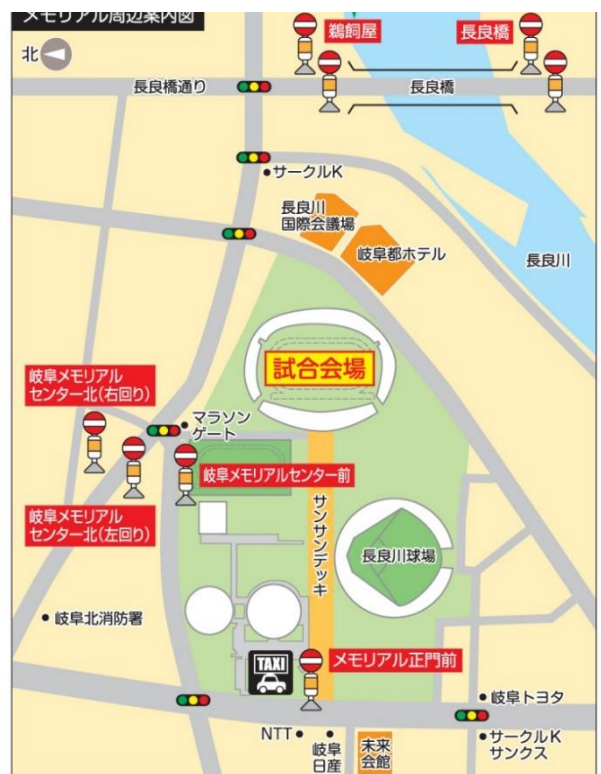 メモリアル周辺案内図
北
鵜飼屋
長良橋
長良橋通り
長良橋
サークルK
長良川
国際会議場
岐阜都ホテル
長良川
試合会場
岐阜メモリアル
センター北(右回り)
マラソン
ゲート
岐阜メモリアルセンター前
岐阜メモリアル
センター北(左回り)
サンサンデッキ
長良川球場
岐阜北消防署
TAXI
メモリアル正門前
岐阜トヨタ
NTT
岐阜
日産
未来
会館
サークルK
サンクス